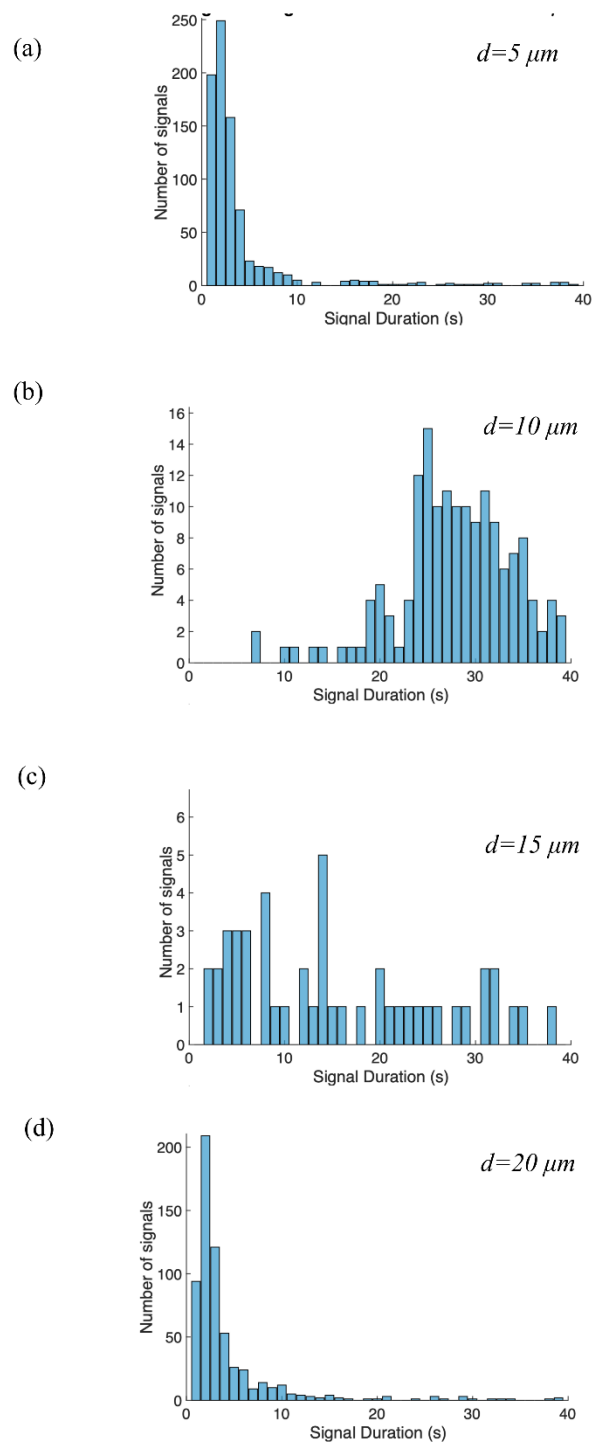 (a)
d=5 μm
250
200
150
100
50
0
Number of signals
0 10 20 30 40
Signal Duration (s)
(b)
d=10 μm
16
14
12
10
8
6
4
2
0
Number of signals
0 10 20 30 40
Signal Duration (s)
(c)
d=15 μm
6
5
4
3
2
1
0
Number of signals
0 10 20 30 40
Signal Duration (s)
(d)
d=20 μm
200
150
100
50
0
Number of signals
0 10 20 30 40
Signal Duration (s)